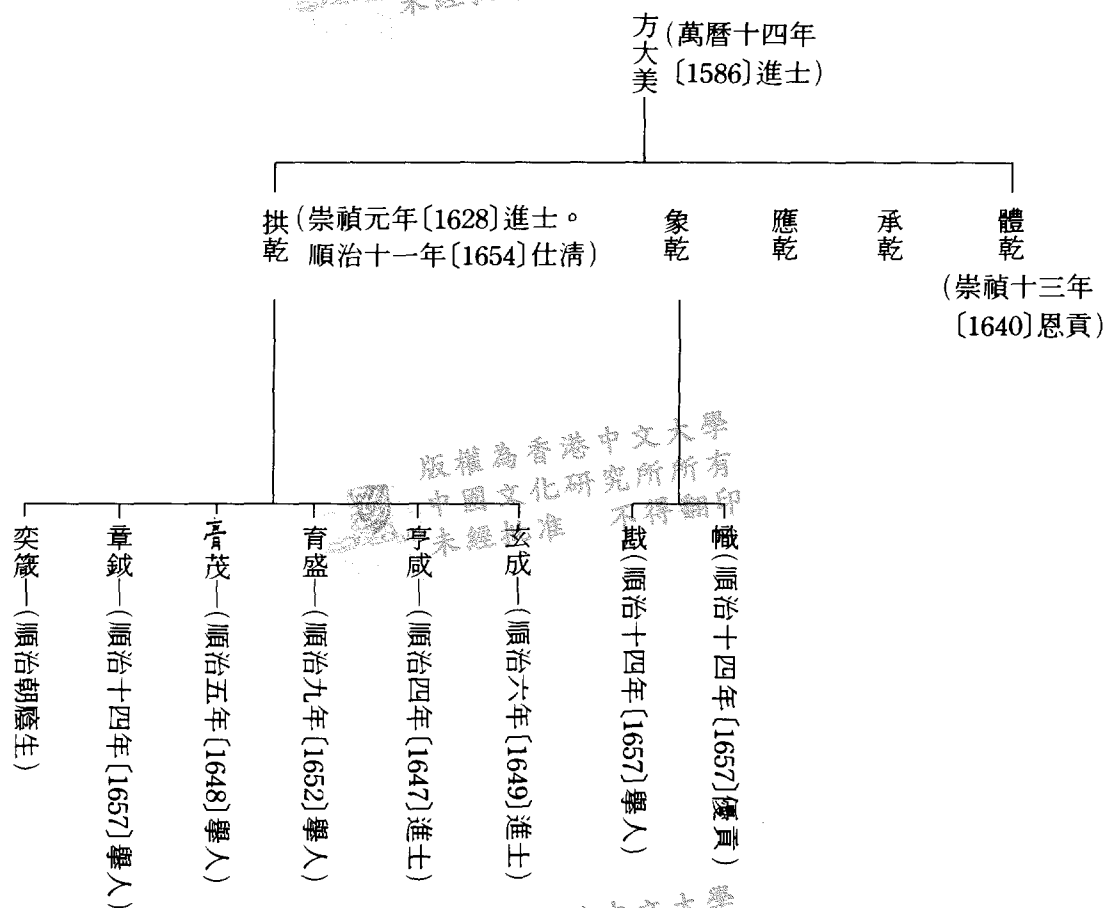 方大美
(萬曆十四年
〔1586〕進士)
體乾
(崇禎十三年
〔1640〕恩貢)
承乾
應乾
象乾
拱乾
(崇禎元年〔1628〕進士。
順治十一年〔1654〕仕清)
版權為香港中文大學
中國文化研究所所有
未經批准 不得翻印
幟(順治十四年〔1657〕優貢)
戡(順治十四年〔1657〕舉人)
玄成—(順治六年〔1649〕進士)
亨咸—(順治四年〔1647〕進士)
育盛—(順治九年〔1652〕舉人)
膏茂—(順治五年〔1648〕舉人)
章鉞—(順治十四年〔1657〕舉人)
奕箴—(順治朝廕生)